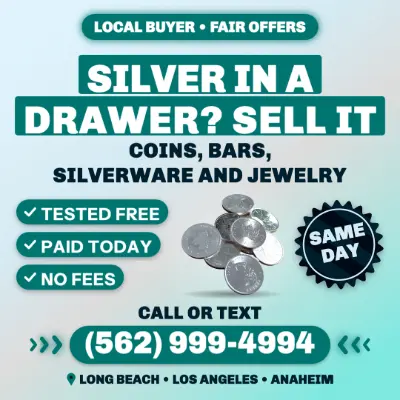 LOCAL BUYER • FAIR OFFERS
SILVER IN A
DRAWER? SELL IT
COINS, BARS,
SILVERWARE AND JEWELRY
TESTED FREE
PAID TODAY
NO FEES
SAME
DAY
CALL OR TEXT
(562) 999-4994
LONG BEACH • LOS ANGELES • ANAHEIM